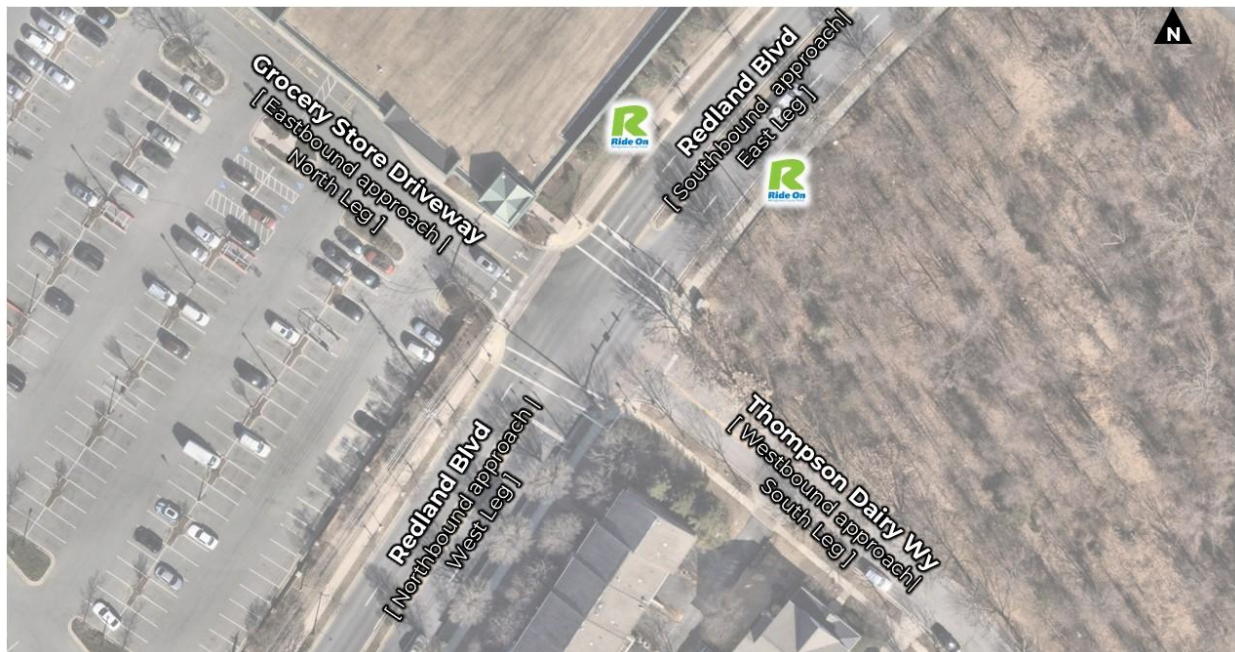 N
Grocery Store Driveway
[ Eastbound approach |
North Leg ]
R
Ride On
Redland Blvd
[ Southbound approach|
East Leg ]
R
Ride On
Redland Blvd
[ Northbound approach |
West Leg ]
Thompson Dairy Wy
[ Westbound approach|
South Leg ]